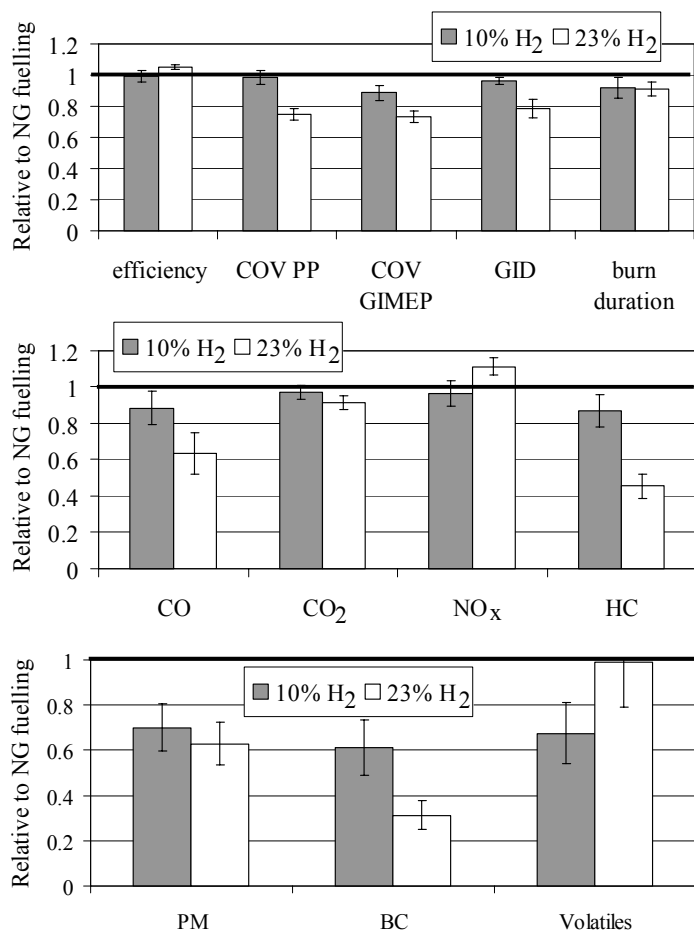 Relative to NG fuelling
1.2
1
0.8
0.6
0.4
0.2
0
10% H2 23% H2
efficiency COV PP COV GIMEP GID burn duration
Relative to NG fuelling
10% H2 23% H2
1.2
1
0.8
0.6
0.4
0.2
0
CO CO2 NOx HC
Relative to NG fuelling
1
0.8
0.6
0.4
0.2
0
10% H2 23% H2
PM BC Volatiles